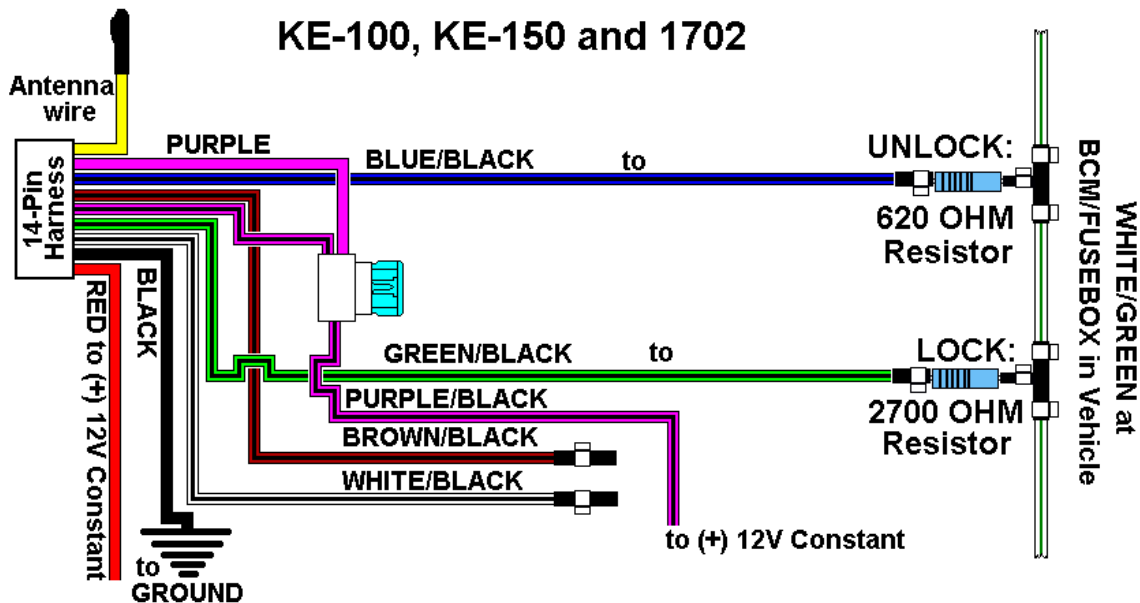 KE-100, KE-150 and 1702
Antenna
wire
PURPLE
BLUE/BLACK to
UNLOCK:
620 OHM
Resistor
14-Pin
Harness
BLACK
RED to (+) 12V Constant
GREEN/BLACK to
LOCK:
2700 OHM
Resistor
PURPLE/BLACK
BROWN/BLACK
WHITE/BLACK
to (+) 12V Constant
to
GROUND
WHITE/GREEN at
BCM/FUSEBOX in Vehicle